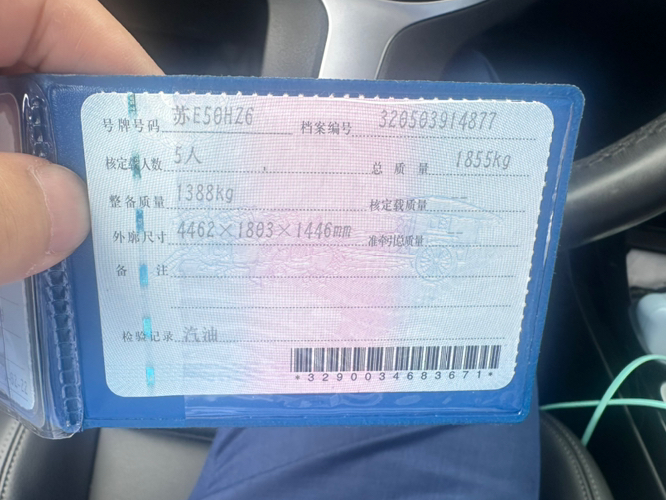 号牌号码 苏E50HZ6 档案编号 320503914877
核定载人数 5人 总质量 1855kg
整备质量 1388kg 核定载质量 --
外廓尺寸 4462×1803×1446mm 准牵引总质量 --
备注
检验记录 汽油
*3290034683671*